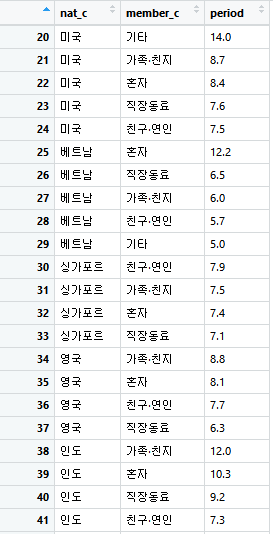 nat_c member_c period
20 미국 기타 14.0
21 미국 가족·친지 8.7
22 미국 혼자 8.4
23 미국 직장동료 7.6
24 미국 친구·연인 7.5
25 베트남 혼자 12.2
26 베트남 직장동료 6.5
27 베트남 가족·친지 6.0
28 베트남 친구·연인 5.7
29 베트남 기타 5.0
30 싱가포르 친구·연인 7.9
31 싱가포르 가족·친지 7.5
32 싱가포르 혼자 7.4
33 싱가포르 직장동료 7.1
34 영국 가족·친지 8.8
35 영국 혼자 8.1
36 영국 친구·연인 7.7
37 영국 직장동료 6.3
38 인도 가족·친지 12.0
39 인도 혼자 10.3
40 인도 직장동료 9.2
41 인도 친구·연인 7.3